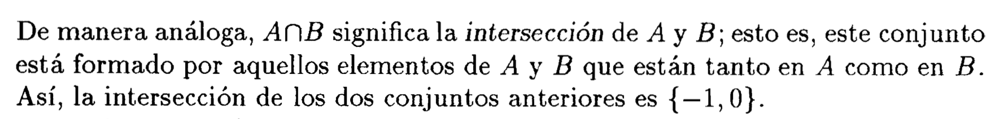 De manera análoga, A∩B significa la intersección de A y B; esto es, este conjunto
está formado por aquellos elementos de A y B que están tanto en A como en B.
Así, la intersección de los dos conjuntos anteriores es {−1, 0}.